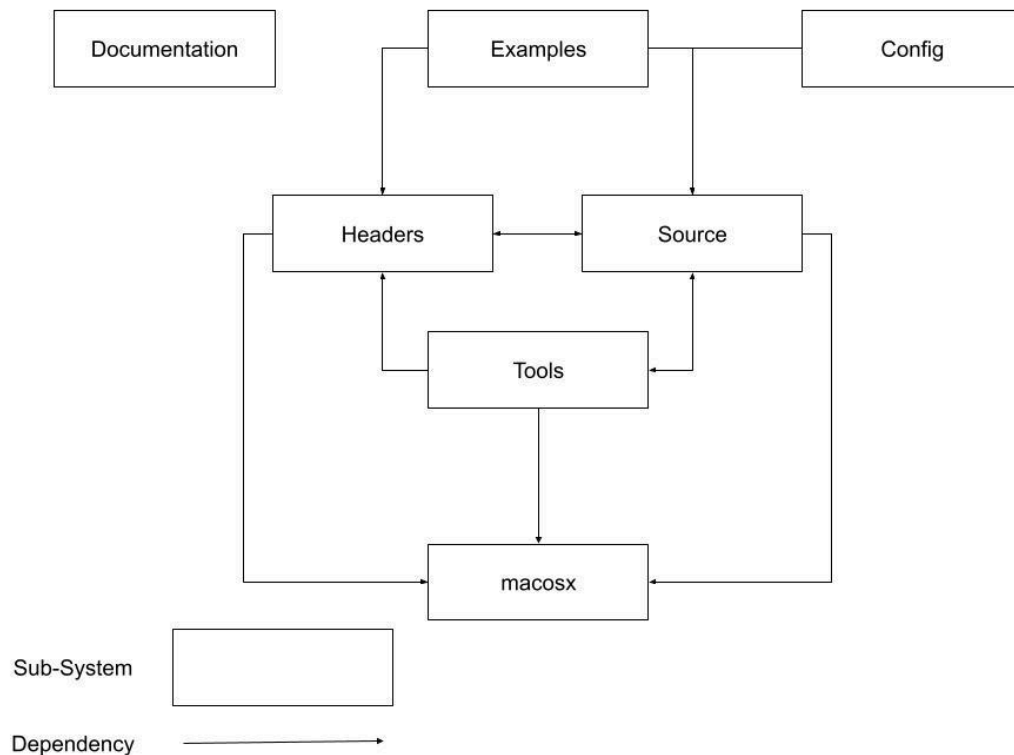 Documentation
Examples
Config
Headers
Source
Tools
macosx
Sub-System
Dependency